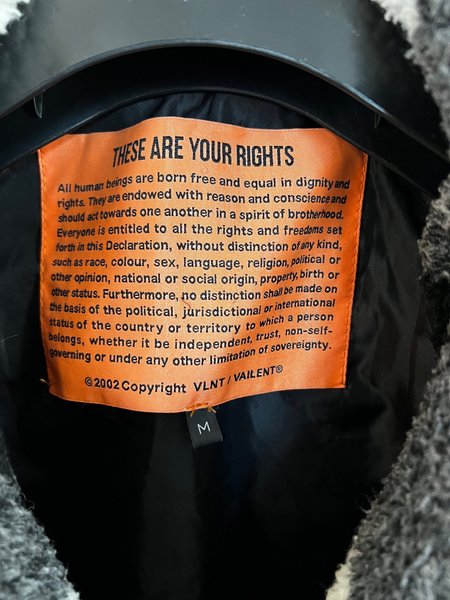 THESE ARE YOUR RIGHTS
All human beings are born free and equal in dignity and
rights. They are endowed with reason and conscience and
should act towards one another in a spirit of brotherhood.
Everyone is entitled to all the rights and freedoms set
forth in this Declaration, without distinction of any kind,
such as race, colour, sex, language, religion, political or
other opinion, national or social origin, property, birth or
other status. Furthermore, no distinction shall be made on
the basis of the political, jurisdictional or international
status of the country or territory to which a person
belongs, whether it be independent, trust, non-self-
governing or under any other limitation of sovereignty.
©2002 Copyright VLNT / VAILENT®
M